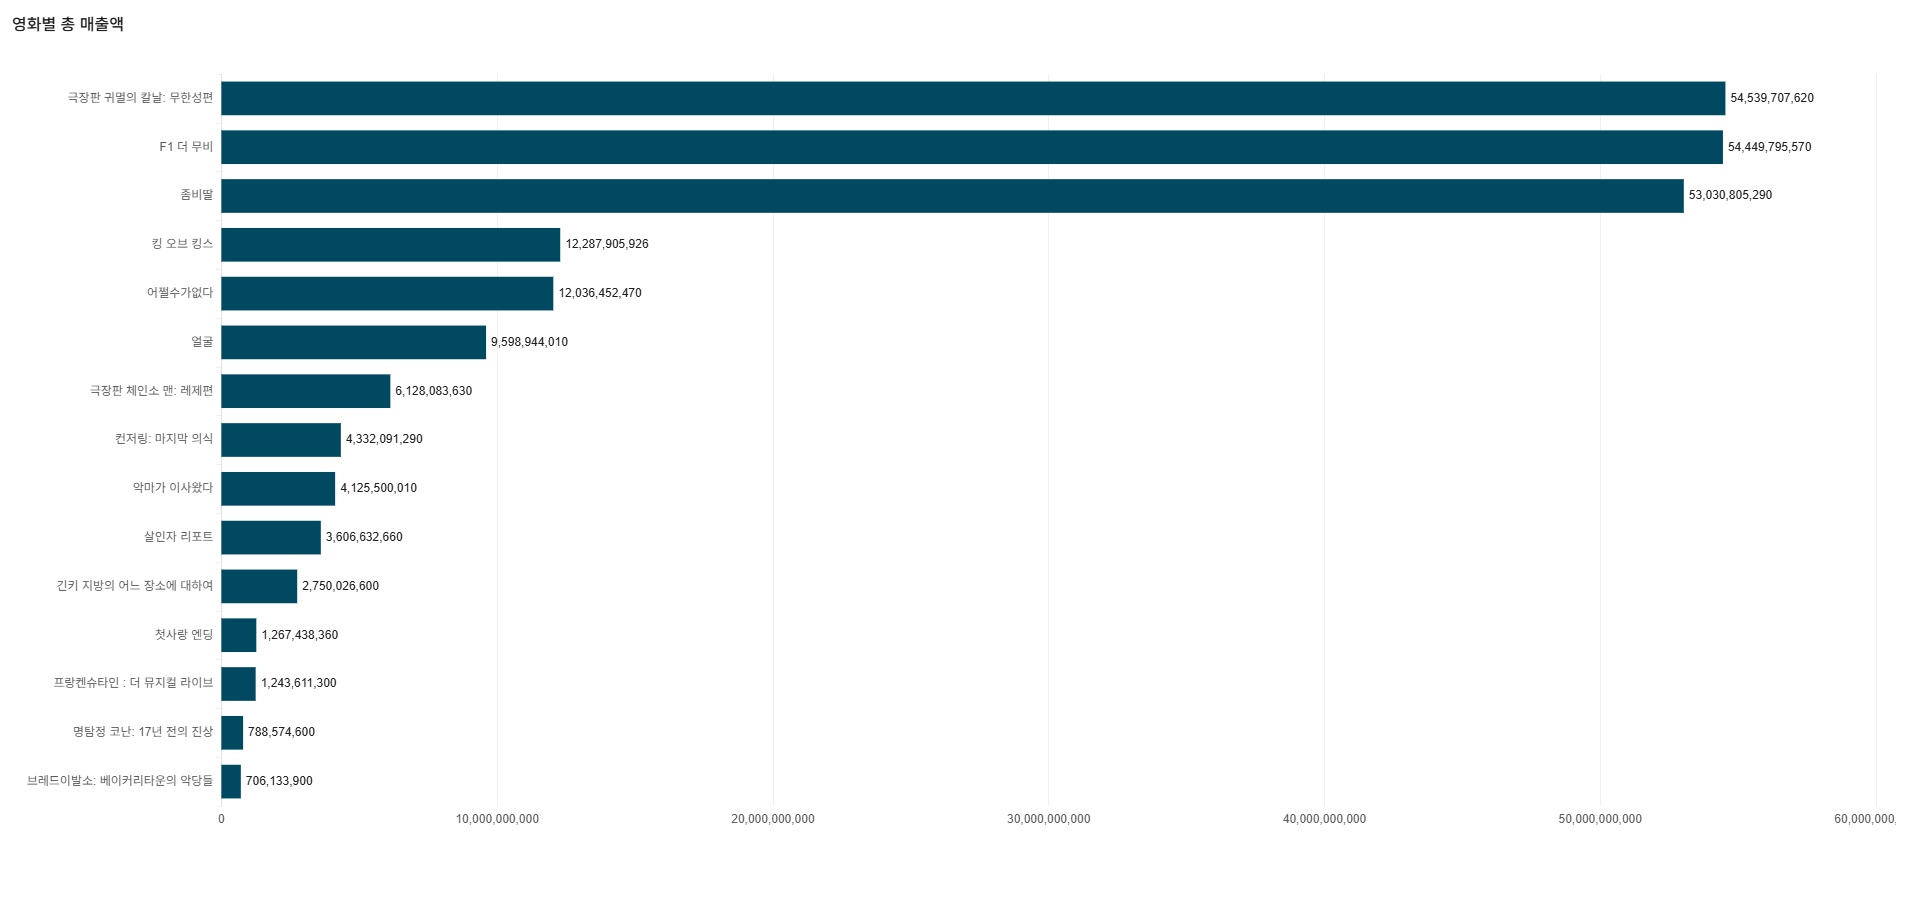 영화별 총 매출액
극장판 귀멸의 칼날: 무한성편 54,539,707,620
F1 더 무비 54,449,795,570
좀비딸 53,030,805,290
킹 오브 킹스 12,287,905,926
어쩔수가없다 12,036,452,470
얼굴 9,598,944,010
극장판 체인소 맨: 레제편 6,128,083,630
컨저링: 마지막 의식 4,332,091,290
악마가 이사왔다 4,125,500,010
살인자 리포트 3,606,632,660
긴키 지방의 어느 장소에 대하여 2,750,026,600
첫사랑 엔딩 1,267,438,360
프랑켄슈타인 : 더 뮤지컬 라이브 1,243,611,300
명탐정 코난: 17년 전의 진상 788,574,600
브레드이발소: 베이커리타운의 악당들 706,133,900
0 10,000,000,000 20,000,000,000 30,000,000,000 40,000,000,000 50,000,000,000 60,000,000,